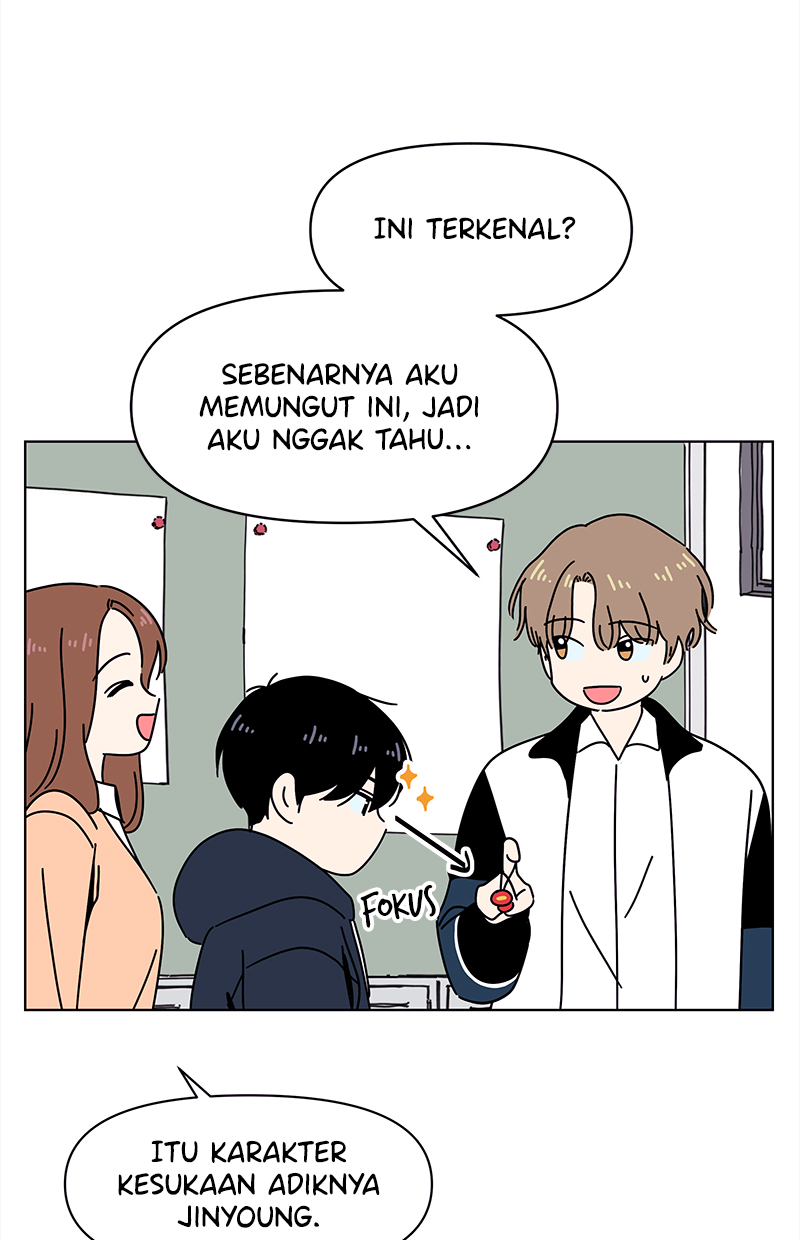 INI TERKENAL?
SEBENARNYA AKU
MEMUNGUT INI, JADI
AKU NGGAK TAHU...
FOKUS
ITU KARAKTER
KESUKAAN ADIKNYA
JINYOUNG.